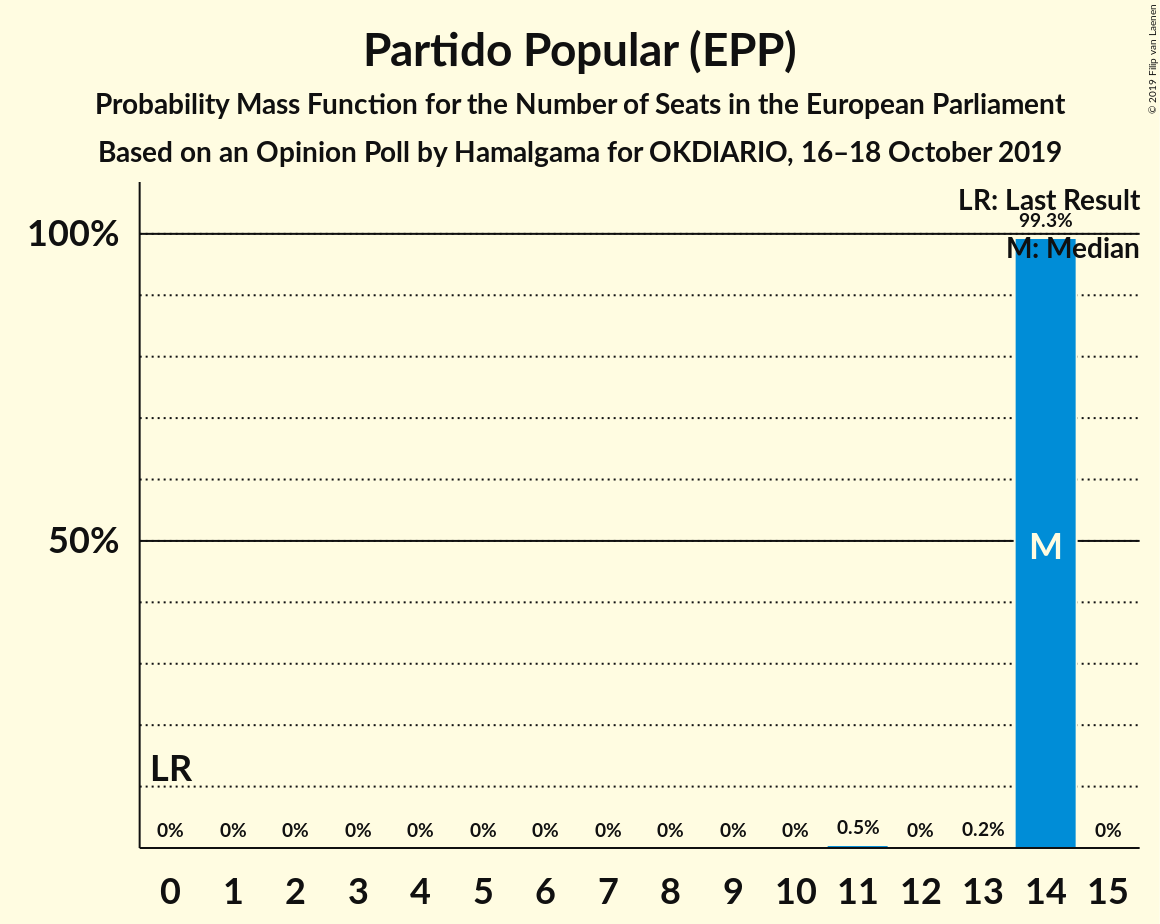 Partido Popular (EPP)
Probability Mass Function for the Number of Seats in the European Parliament
Based on an Opinion Poll by Hamalgama for OKDIARIO, 16–18 October 2019
© 2019 Filip van Laenen
LR: Last Result
99.3%
M: Median
100%
50%
M
LR
0% 0% 0% 0% 0% 0% 0% 0% 0% 0% 0% 0.5% 0% 0.2% 0%
0 1 2 3 4 5 6 7 8 9 10 11 12 13 14 15